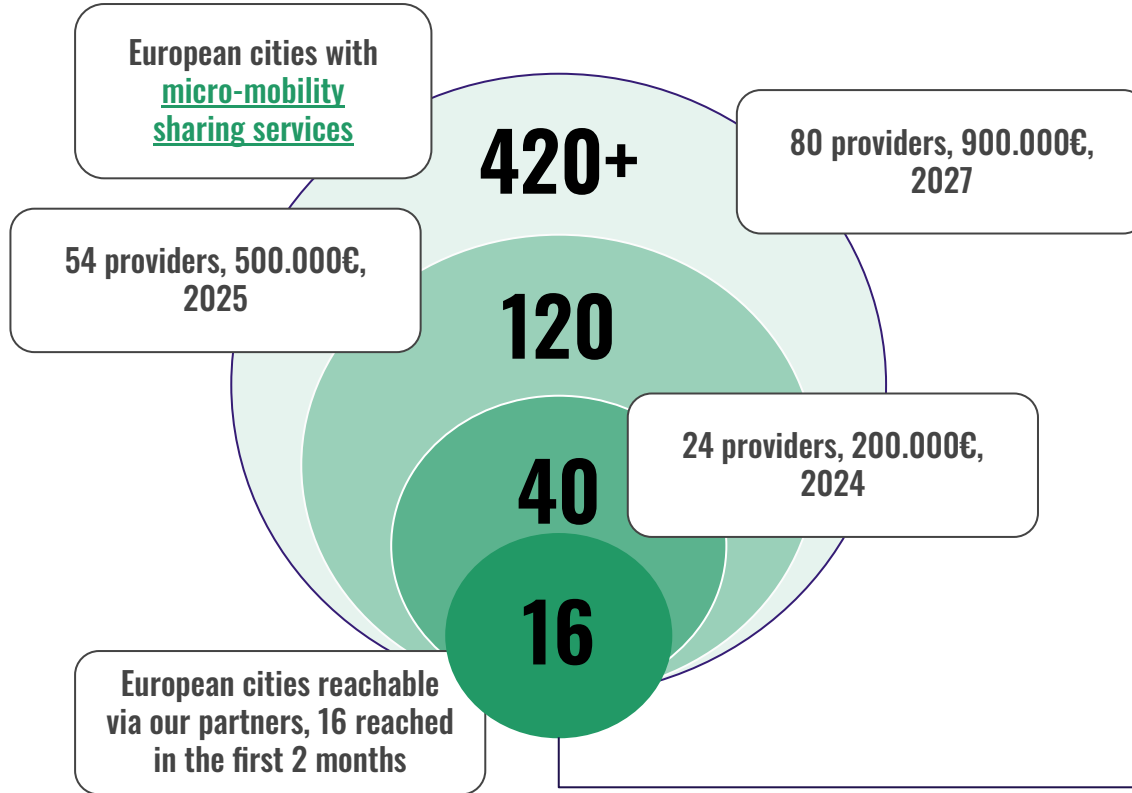 European cities with
micro-mobility
sharing services
420+
80 providers, 900.000€,
2027
54 providers, 500.000€,
2025
120
24 providers, 200.000€,
2024
40
16
European cities reachable
via our partners, 16 reached
in the first 2 months